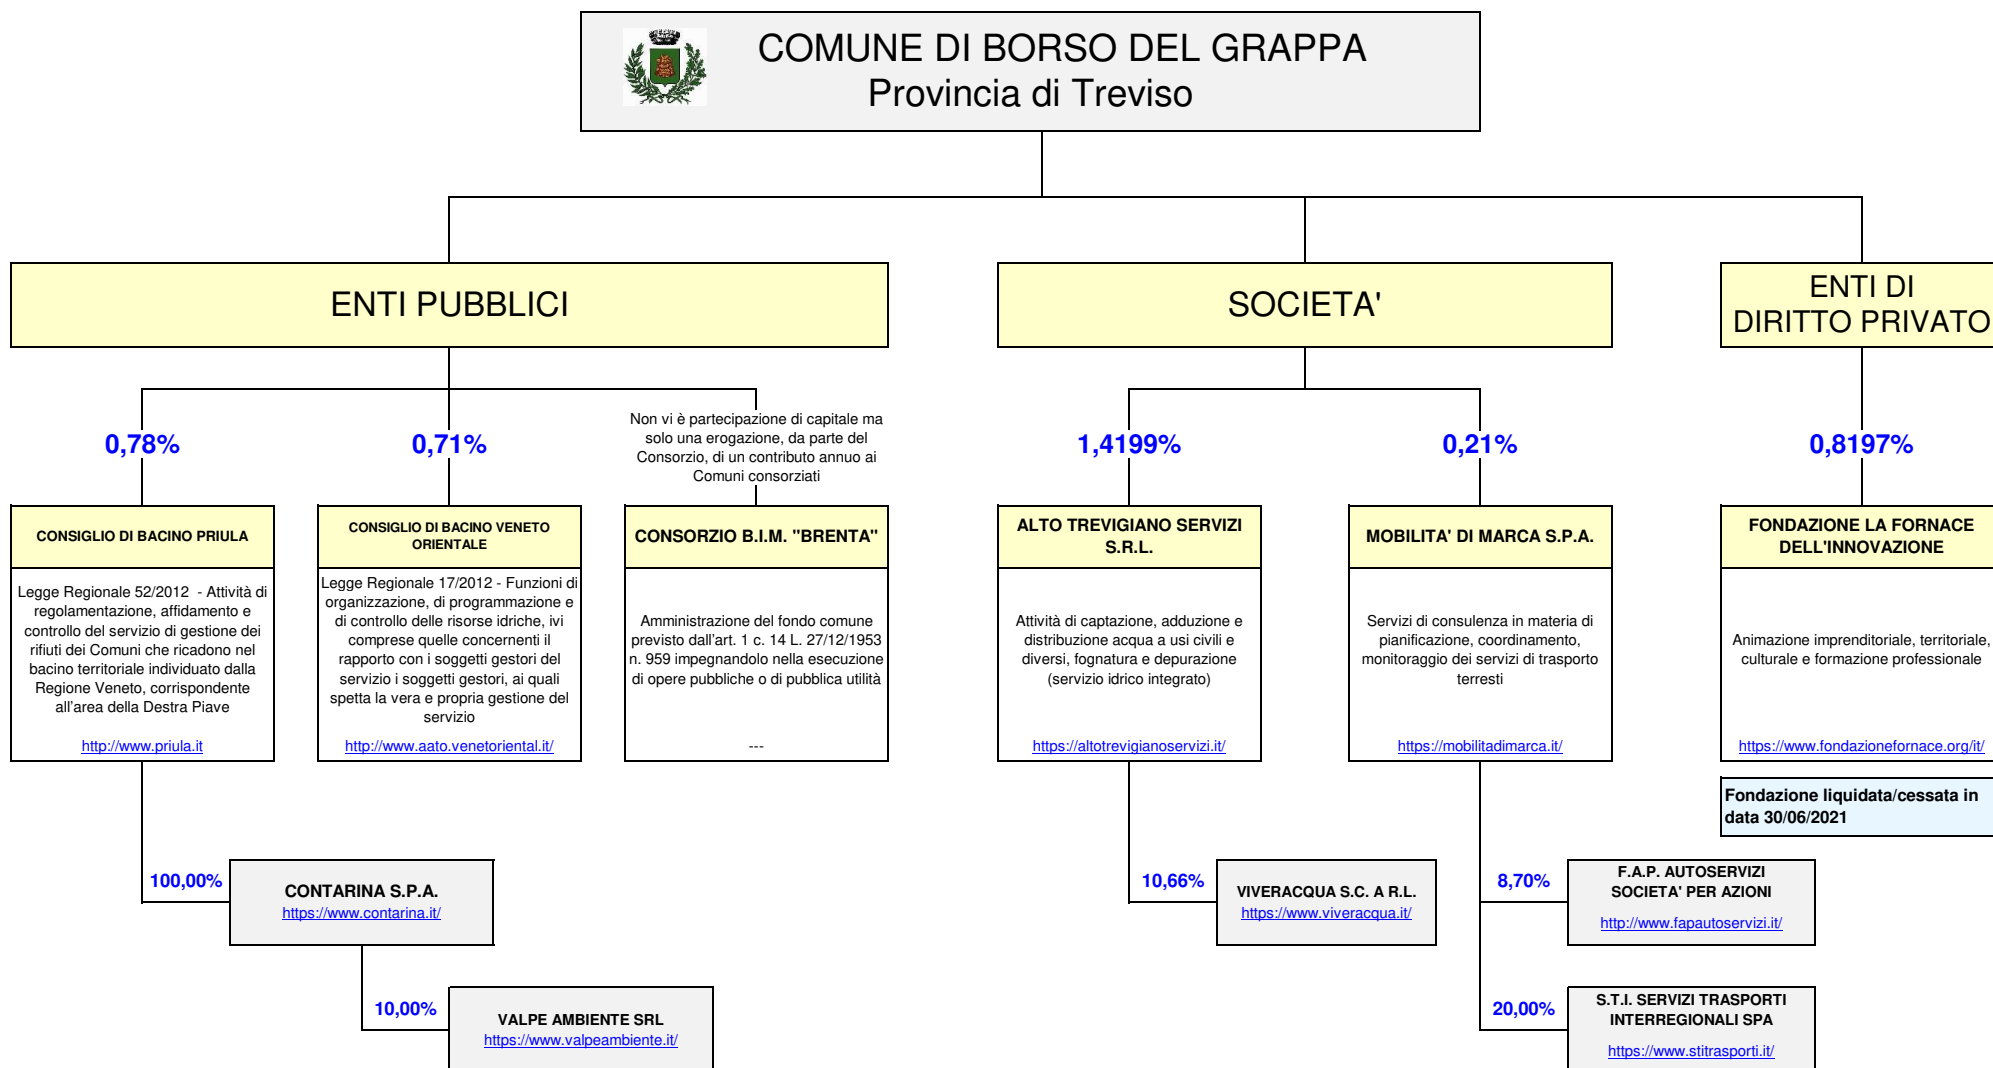 COMUNE DI BORSO DEL GRAPPA
Provincia di Treviso
ENTI PUBBLICI
SOCIETA'
ENTI DI
DIRITTO PRIVATO
0,78%
0,71%
Non vi è partecipazione di capitale ma
solo una erogazione, da parte del
Consorzio, di un contributo annuo ai
Comuni consorziati
1,4199%
0,21%
0,8197%
CONSIGLIO DI BACINO PRIULA
Legge Regionale 52/2012  - Attività di
regolamentazione, affidamento e
controllo del servizio di gestione dei
rifiuti dei Comuni che ricadono nel
bacino territoriale individuato dalla
Regione Veneto, corrispondente
all'area della Destra Piave
http://www.priula.it
CONSIGLIO DI BACINO VENETO
ORIENTALE
Legge Regionale 17/2012 - Funzioni di
organizzazione, di programmazione e
di controllo delle risorse idriche, ivi
comprese quelle concernenti il
rapporto con i soggetti gestori del
servizio i soggetti gestori, ai quali
spetta la vera e propria gestione del
servizio
http://www.aato.venetoriental.it/
CONSORZIO B.I.M. "BRENTA"
Amministrazione del fondo comune
previsto dall'art. 1 c. 14 L. 27/12/1953
n. 959 impegnandolo nella esecuzione
di opere pubbliche o di pubblica utilità
---
ALTO TREVIGIANO SERVIZI
S.R.L.
Attività di captazione, adduzione e
distribuzione acqua a usi civili e
diversi, fognatura e depurazione
(servizio idrico integrato)
https://altotrevigianoservizi.it/
MOBILITA' DI MARCA S.P.A.
Servizi di consulenza in materia di
pianificazione, coordinamento,
monitoraggio dei servizi di trasporto
terresti
https://mobilitadimarca.it/
FONDAZIONE LA FORNACE
DELL'INNOVAZIONE
Animazione imprenditoriale, territoriale,
culturale e formazione professionale
https://www.fondazionefornace.org/it/
Fondazione liquidata/cessata in
data 30/06/2021
100,00%
CONTARINA S.P.A.
https://www.contarina.it/
10,00%
VALPE AMBIENTE SRL
https://www.valpeambiente.it/
10,66%
VIVERACQUA S.C. A R.L.
https://www.viveracqua.it/
8,70%
F.A.P. AUTOSERVIZI
SOCIETA' PER AZIONI
http://www.fapautoservizi.it/
20,00%
S.T.I. SERVIZI TRASPORTI
INTERREGIONALI SPA
https://www.stitrasporti.it/